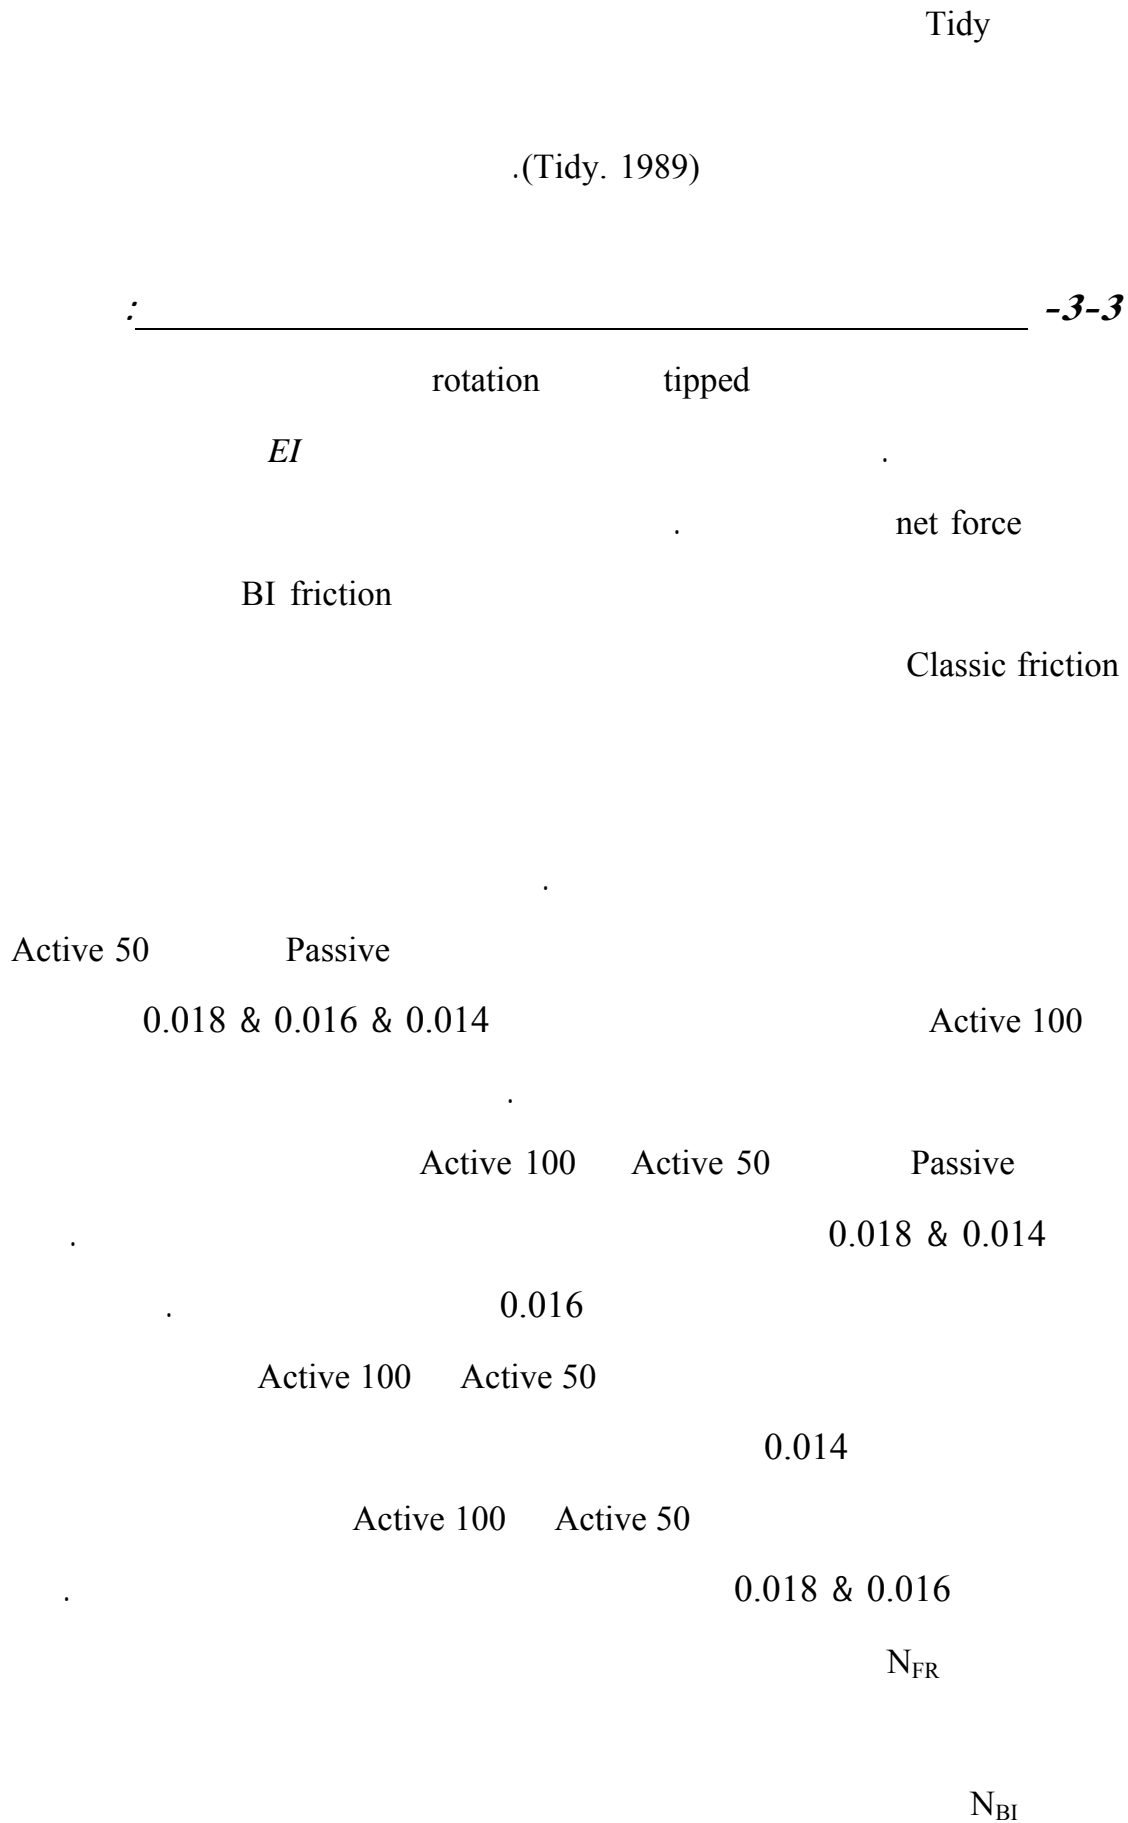 Tidy
(Tidy. 1989).
3-3- :
tipped rotation
. EI
net force .
BI friction
Classic friction
.
Passive Active 50
Active 100 0.014 & 0.016 & 0.018
.
Passive Active 50 Active 100
0.014 & 0.018 .
0.016 .
Active 50 Active 100
0.014
Active 50 Active 100
0.016 & 0.018 .
N_FR
N_BI